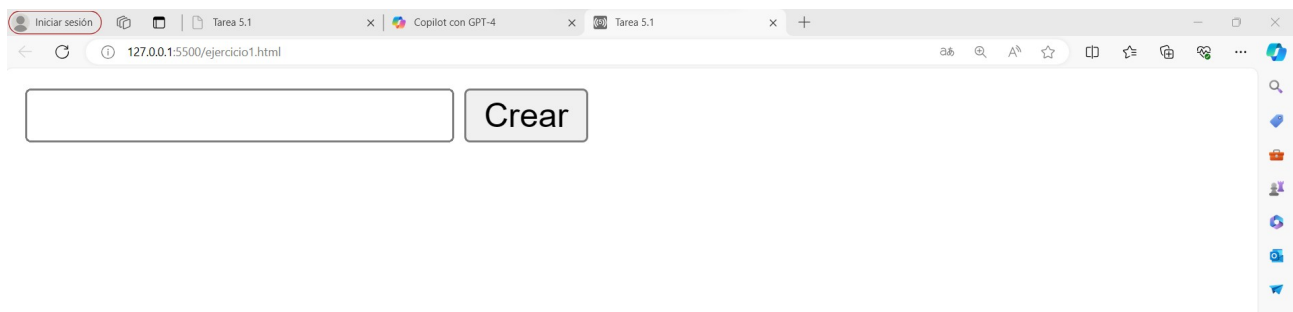 Iniciar sesión Tarea 5.1 Copilot con GPT-4 Tarea 5.1
127.0.0.1:5500/ejercicio1.html
Crear